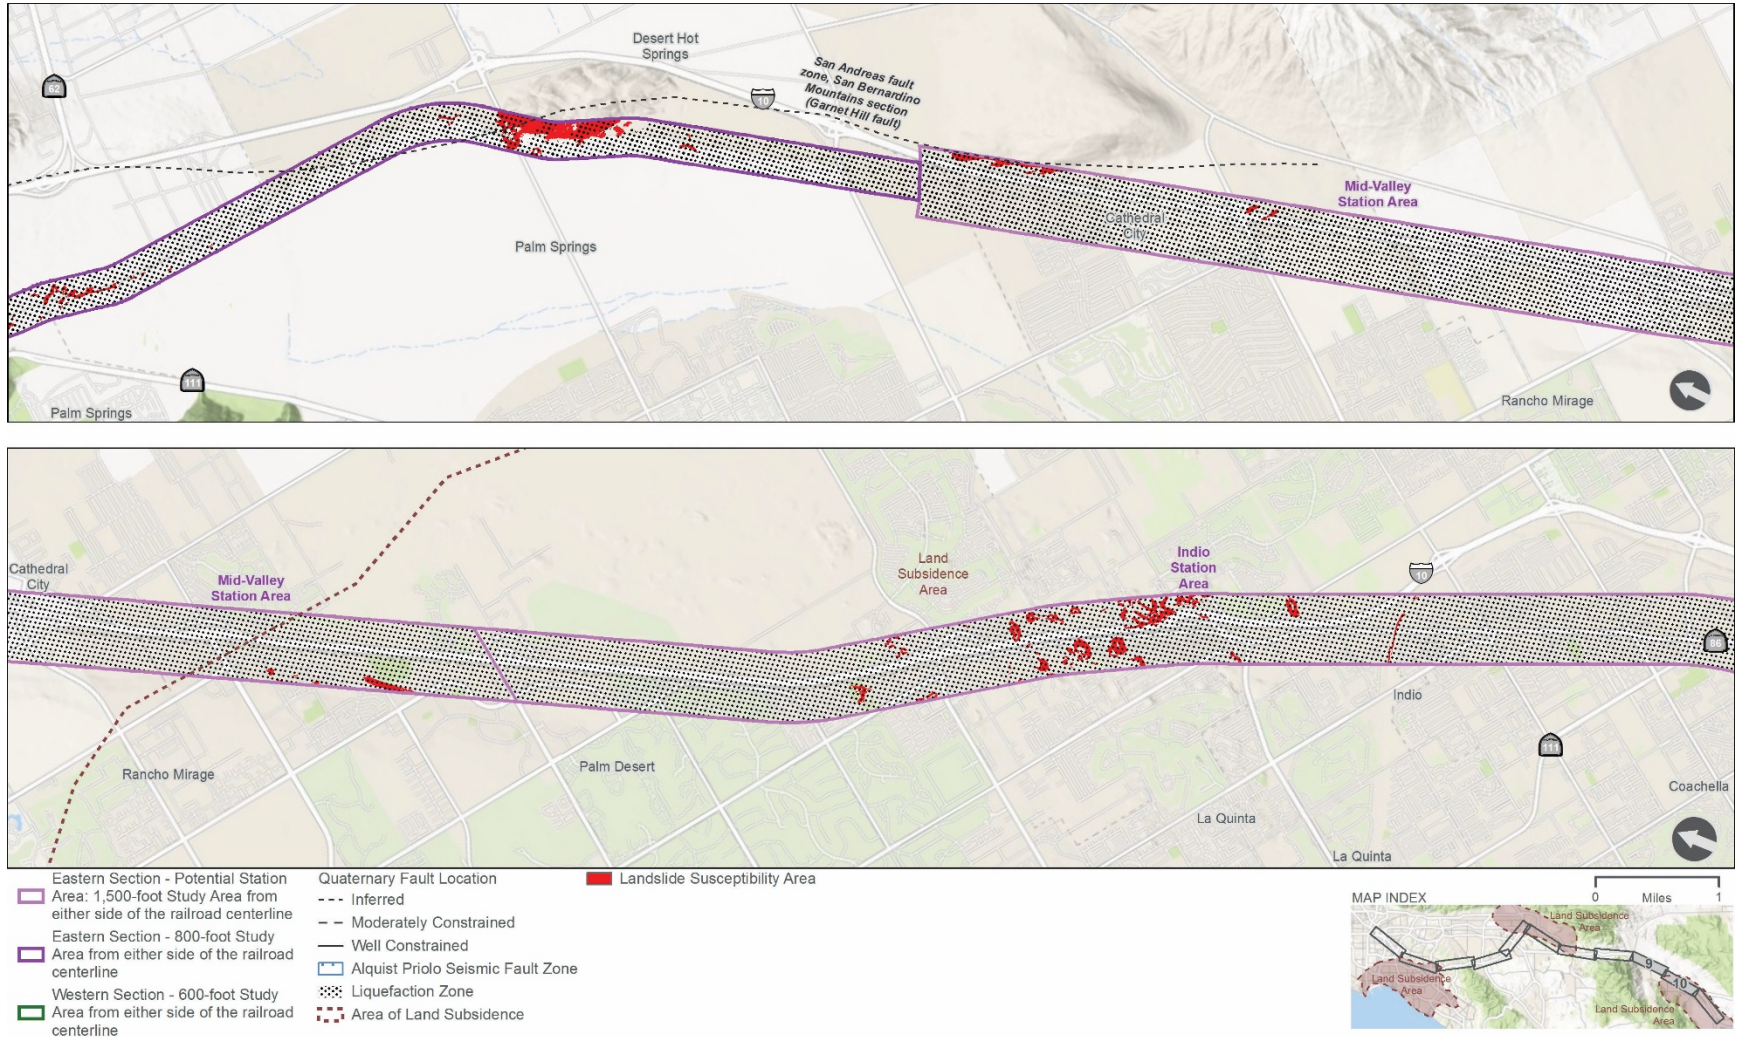 Desert Hot
Springs
62
San Andreas fault
zone, San Bernardino
Mountains section
(Garnet Hill fault)
10
Mid-Valley
Station Area
Cathedral
City
Palm Springs
111
Palm Springs
Rancho Mirage
Cathedral
City
Mid-Valley
Station Area
Land
Subsidence
Area
Indio
Station
Area
10
86
Indio
Rancho Mirage
Palm Desert
111
Coachella
La Quinta
La Quinta
Eastern Section - Potential Station
Area: 1,500-foot Study Area from
either side of the railroad centerline
Eastern Section - 800-foot Study
Area from either side of the railroad
centerline
Western Section - 600-foot Study
Area from either side of the railroad
centerline
Quaternary Fault Location
Inferred
Moderately Constrained
Well Constrained
Alquist Priolo Seismic Fault Zone
Liquefaction Zone
Area of Land Subsidence
Landslide Susceptibility Area
0 Miles 1
MAP INDEX
Land Subsidence
Area
9
Land Subsidence
Area
10
Land Subsidence
Area